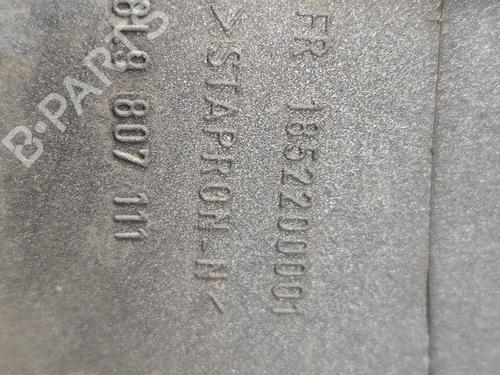 FR 1852200001
>STAPRON-N<
8L9 807 111
B-PARTS